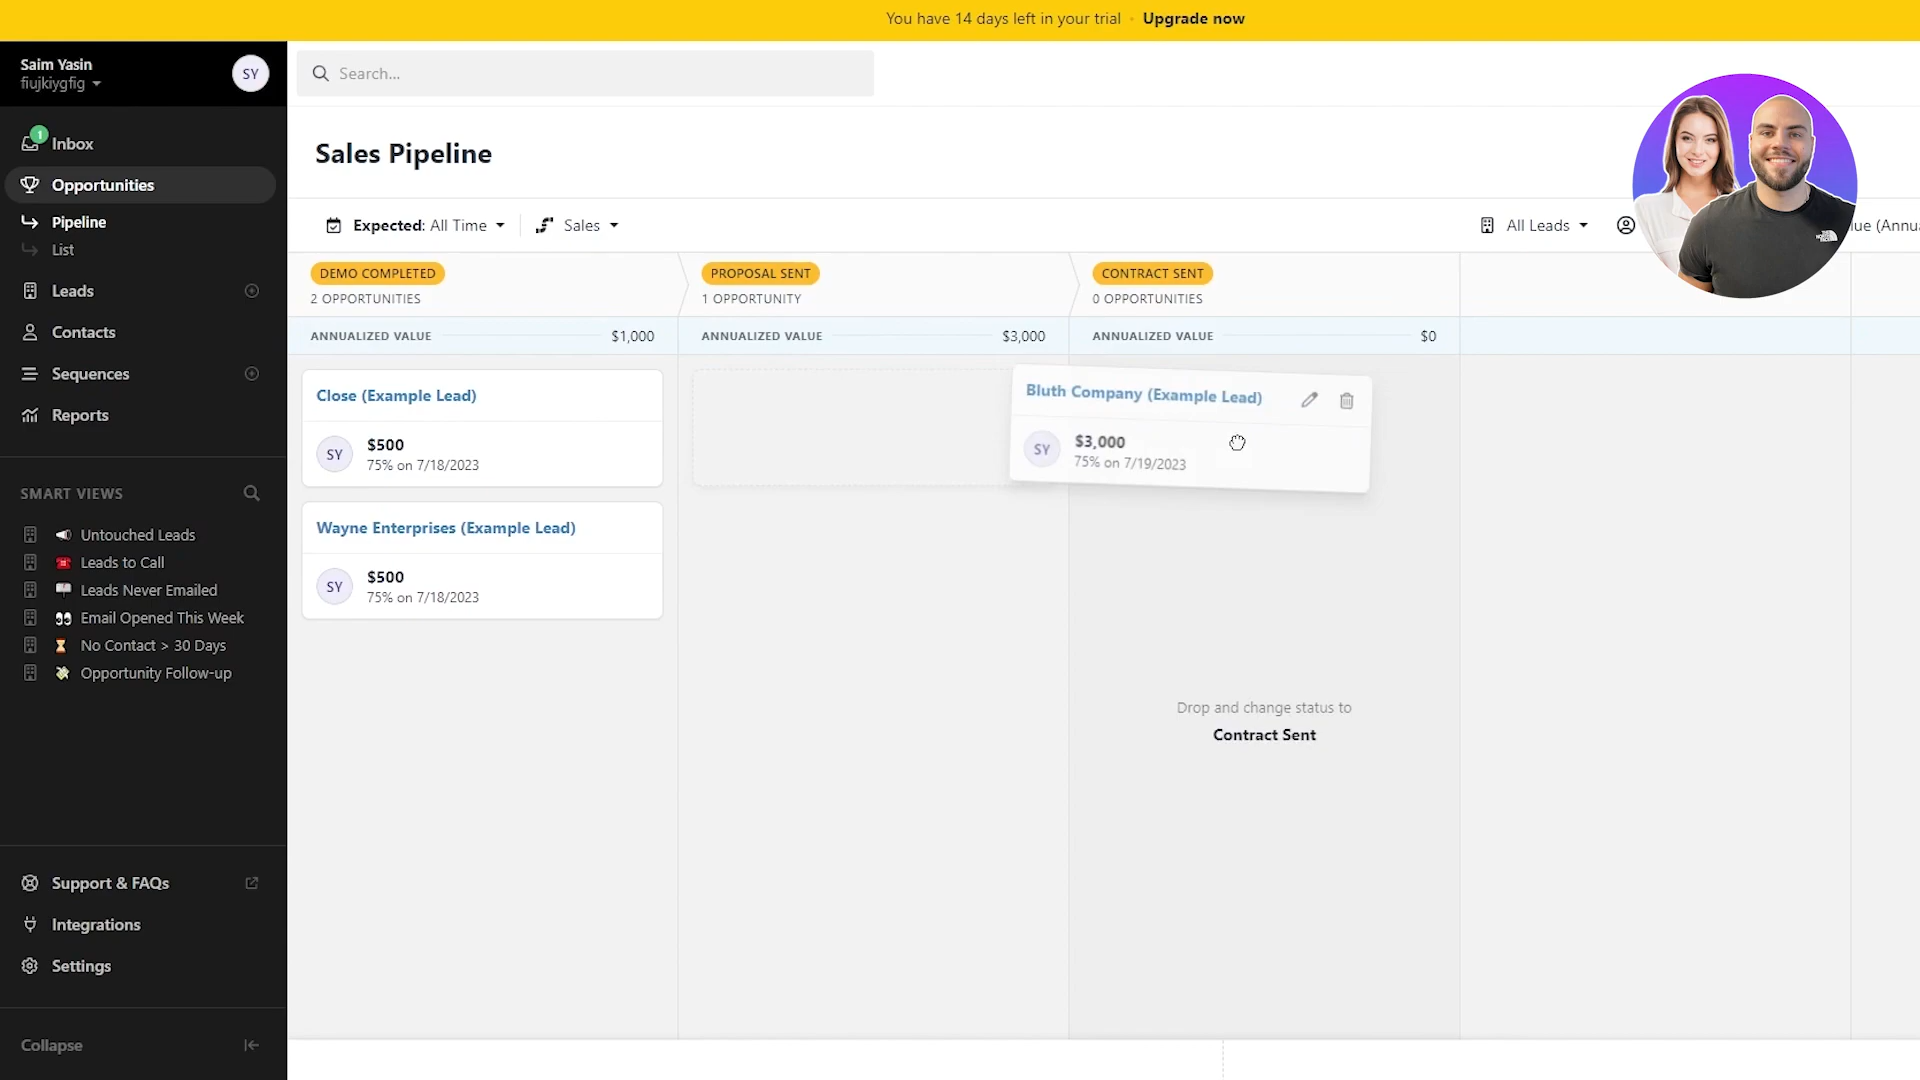 You have 14 days left in your trial · Upgrade now
Saim Yasin
fiujkiygfig
SY
Search...
1
Inbox
Opportunities
Pipeline
List
Leads
Contacts
Sequences
Reports
SMART VIEWS
Untouched Leads
Leads to Call
Leads Never Emailed
Email Opened This Week
No Contact > 30 Days
Opportunity Follow-up
Support & FAQs
Integrations
Settings
Collapse
Sales Pipeline
Expected: All Time
Sales
All Leads
lue (Annua
DEMO COMPLETED
2 OPPORTUNITIES
ANNUALIZED VALUE $1,000
Close (Example Lead)
SY
$500
75% on 7/18/2023
Wayne Enterprises (Example Lead)
SY
$500
75% on 7/18/2023
PROPOSAL SENT
1 OPPORTUNITY
ANNUALIZED VALUE $3,000
CONTRACT SENT
0 OPPORTUNITIES
ANNUALIZED VALUE $0
Bluth Company (Example Lead)
SY
$3,000
75% on 7/19/2023
Drop and change status to
Contract Sent